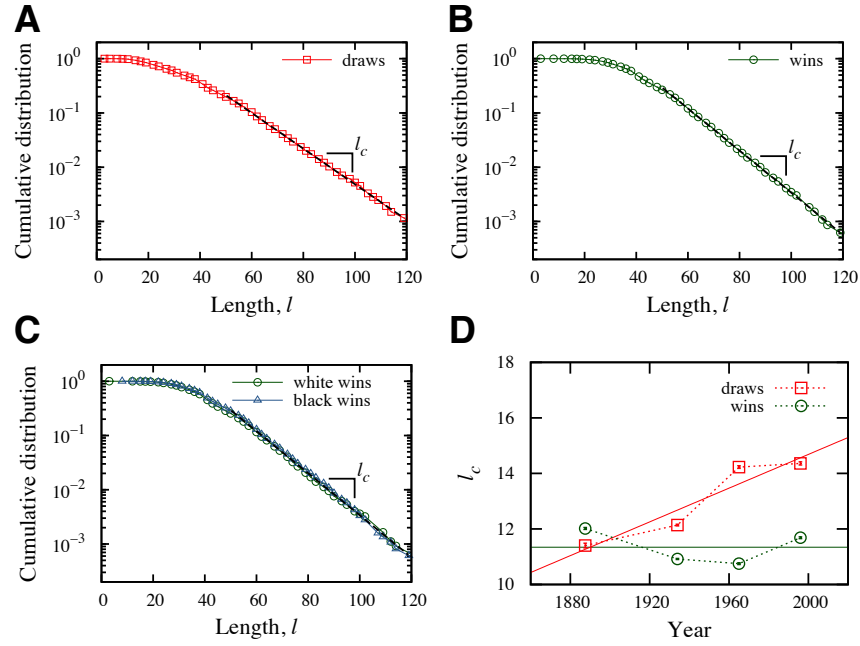 A
Cumulative distribution
10^0
10^-1
10^-2
10^-3
draws
l_c
0 20 40 60 80 100 120
Length, l
B
Cumulative distribution
10^0
10^-1
10^-2
10^-3
wins
l_c
0 20 40 60 80 100 120
Length, l
C
Cumulative distribution
10^0
10^-1
10^-2
10^-3
white wins
black wins
l_c
0 20 40 60 80 100 120
Length, l
D
l_c
18
16
14
12
10
draws
wins
1880 1920 1960 2000
Year